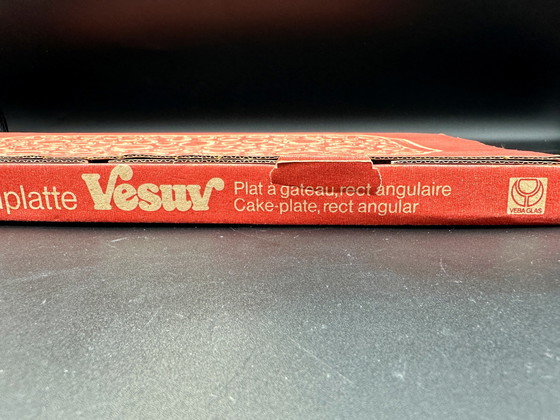 platte Vesuv
Plat à gateau,rect angulaire
Cake-plate,rect angular
VEBA GLAS